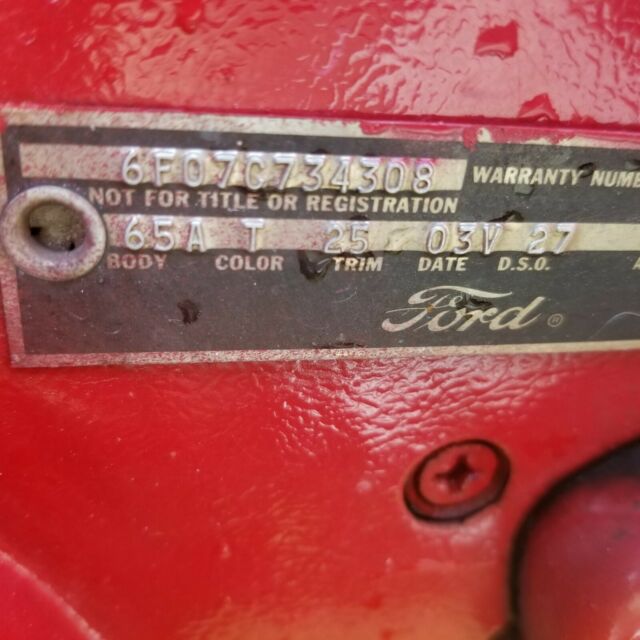 6F07C734308 WARRANTY NUMB
NOT FOR TITLE OR REGISTRATION
65A T 25 03V 27
BODY COLOR TRIM DATE D.S.O. A
Ford ®